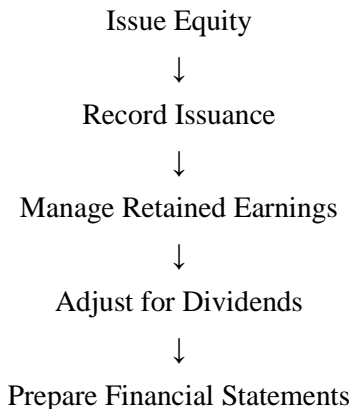 Issue Equity
↓
Record Issuance
↓
Manage Retained Earnings
↓
Adjust for Dividends
↓
Prepare Financial Statements